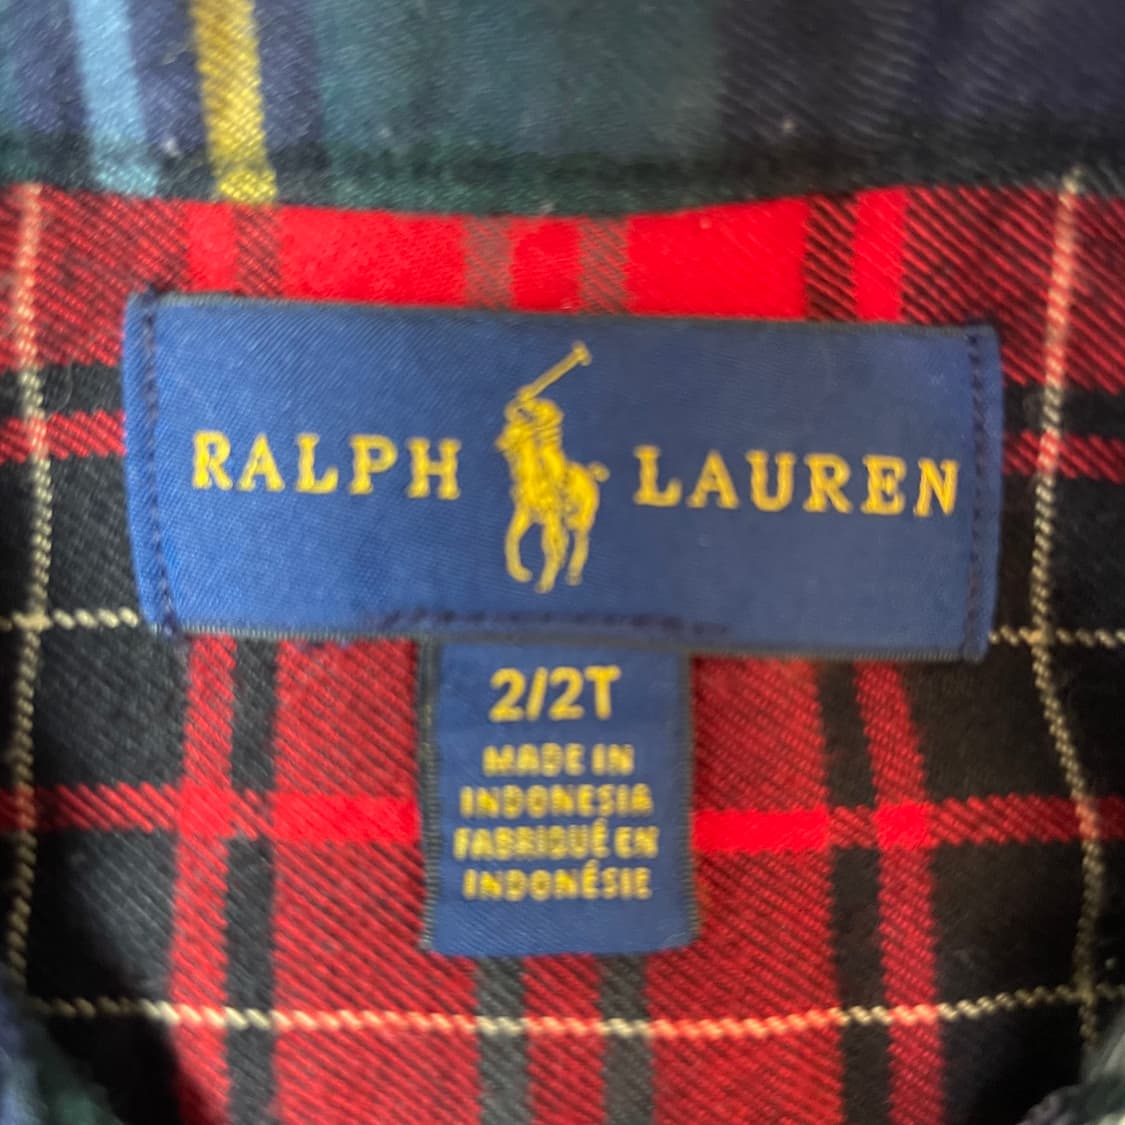 RALPH LAUREN
2/2T
MADE IN
INDONESIA
FABRIQUÉ EN
INDONÉSIE